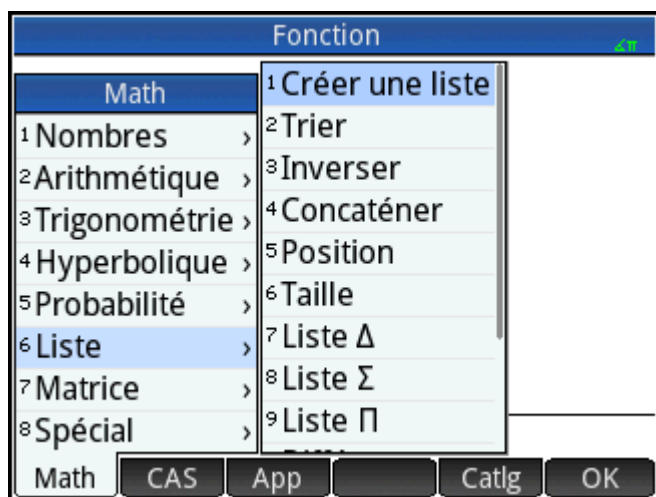 Fonction
∡π
Math
1 Nombres ›
2 Arithmétique ›
3 Trigonométrie ›
4 Hyperbolique ›
5 Probabilité ›
6 Liste ›
7 Matrice ›
8 Spécial ›
1 Créer une liste
2 Trier
3 Inverser
4 Concaténer
5 Position
6 Taille
7 Liste Δ
8 Liste Σ
9 Liste Π
Math CAS App Catlg OK